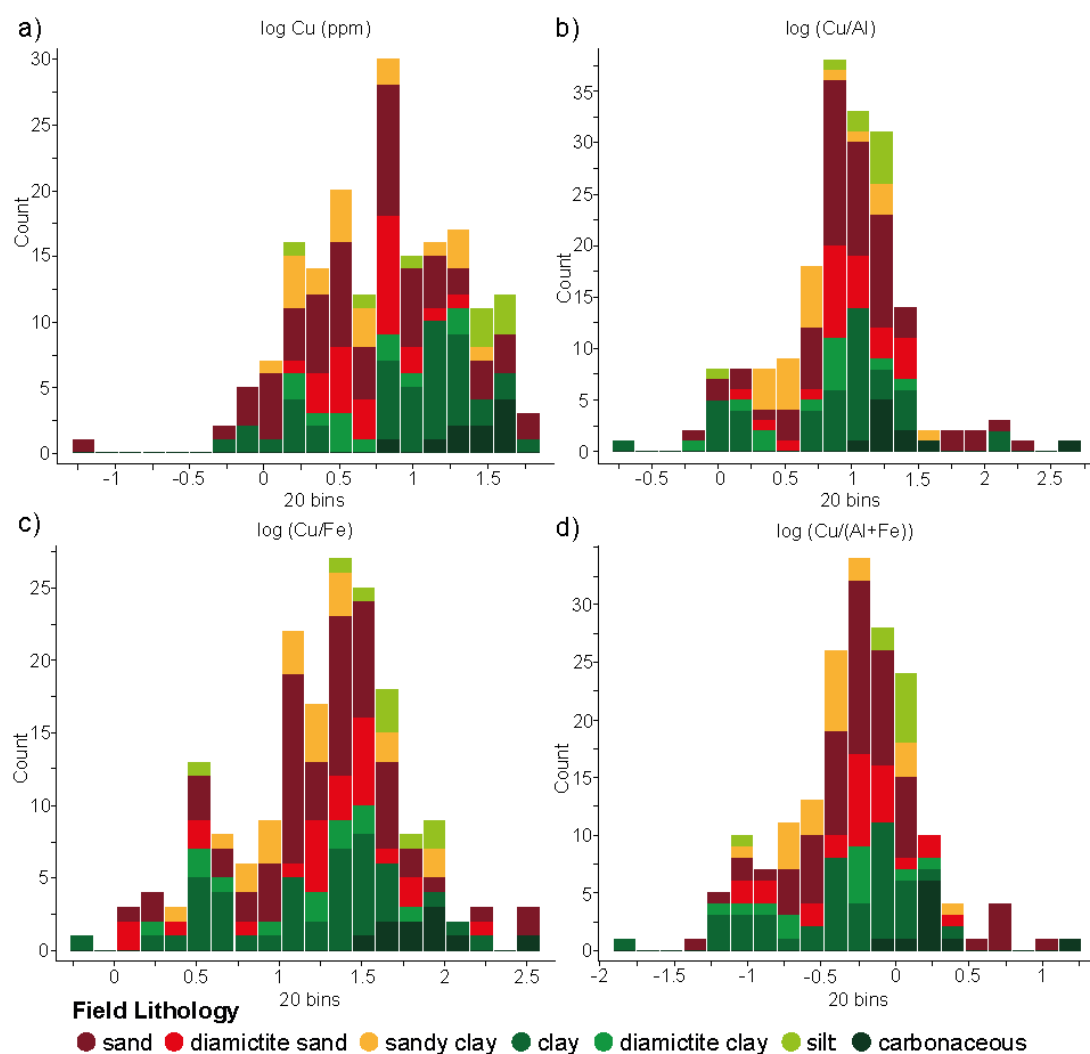 a)
log Cu (ppm)
30
25
20
15
10
5
0
Count
-1 -0.5 0 0.5 1 1.5
20 bins
b)
log (Cu/Al)
35
30
25
20
15
10
5
0
Count
-0.5 0 0.5 1 1.5 2 2.5
20 bins
c)
log (Cu/Fe)
25
20
15
10
5
0
Count
0 0.5 1 1.5 2 2.5
20 bins
d)
log (Cu/(Al+Fe))
30
25
20
15
10
5
0
Count
-2 -1.5 -1 -0.5 0 0.5 1
20 bins
Field Lithology
sand diamictite sand sandy clay clay diamictite clay silt carbonaceous